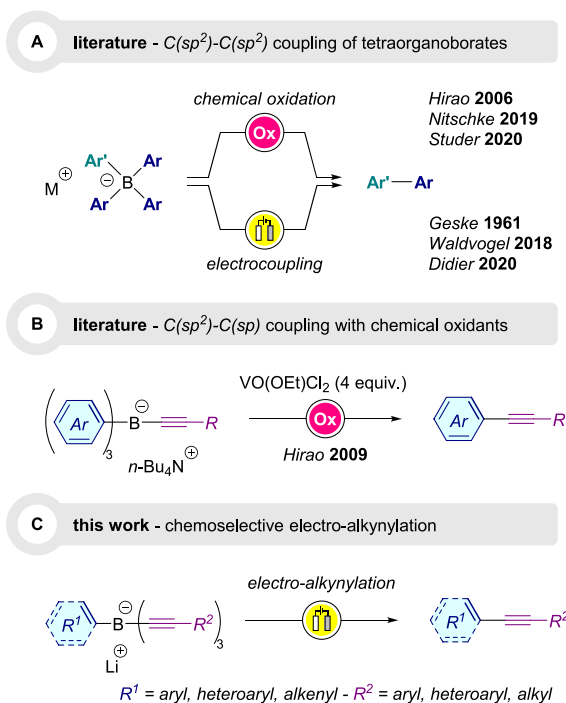 A literature - C(sp²)-C(sp²) coupling of tetraorganoborates
chemical oxidation
Ox
Hirao 2006
Nitschke 2019
Studer 2020
M⊕
Ar' ⊖ Ar
B
Ar Ar
Ar'—Ar
electrocoupling
Geske 1961
Waldvogel 2018
Didier 2020
B literature - C(sp²)-C(sp) coupling with chemical oxidants
VO(OEt)Cl₂ (4 equiv.)
Ar 3 B ⊖ R
n-Bu₄N⊕
Ox
Hirao 2009
Ar R
C this work - chemoselective electro-alkynylation
electro-alkynylation
R¹ B ⊖ R² 3
Li⊕
R¹ R²
R¹ = aryl, heteroaryl, alkenyl - R² = aryl, heteroaryl, alkyl